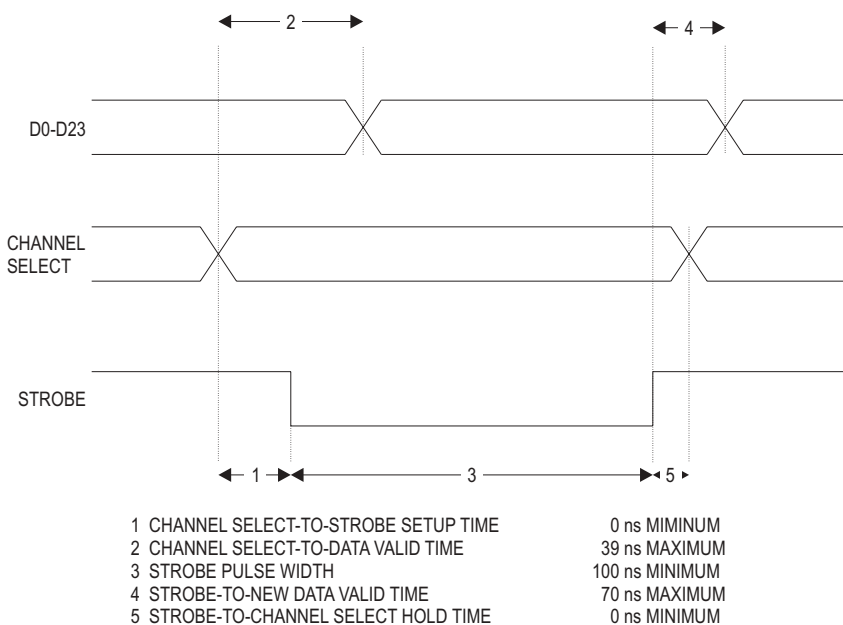 2
4
D0-D23
CHANNEL
SELECT
STROBE
1
3
5
1 CHANNEL SELECT-TO-STROBE SETUP TIME 0 ns MIMINUM
2 CHANNEL SELECT-TO-DATA VALID TIME 39 ns MAXIMUM
3 STROBE PULSE WIDTH 100 ns MINIMUM
4 STROBE-TO-NEW DATA VALID TIME 70 ns MAXIMUM
5 STROBE-TO-CHANNEL SELECT HOLD TIME 0 ns MINIMUM